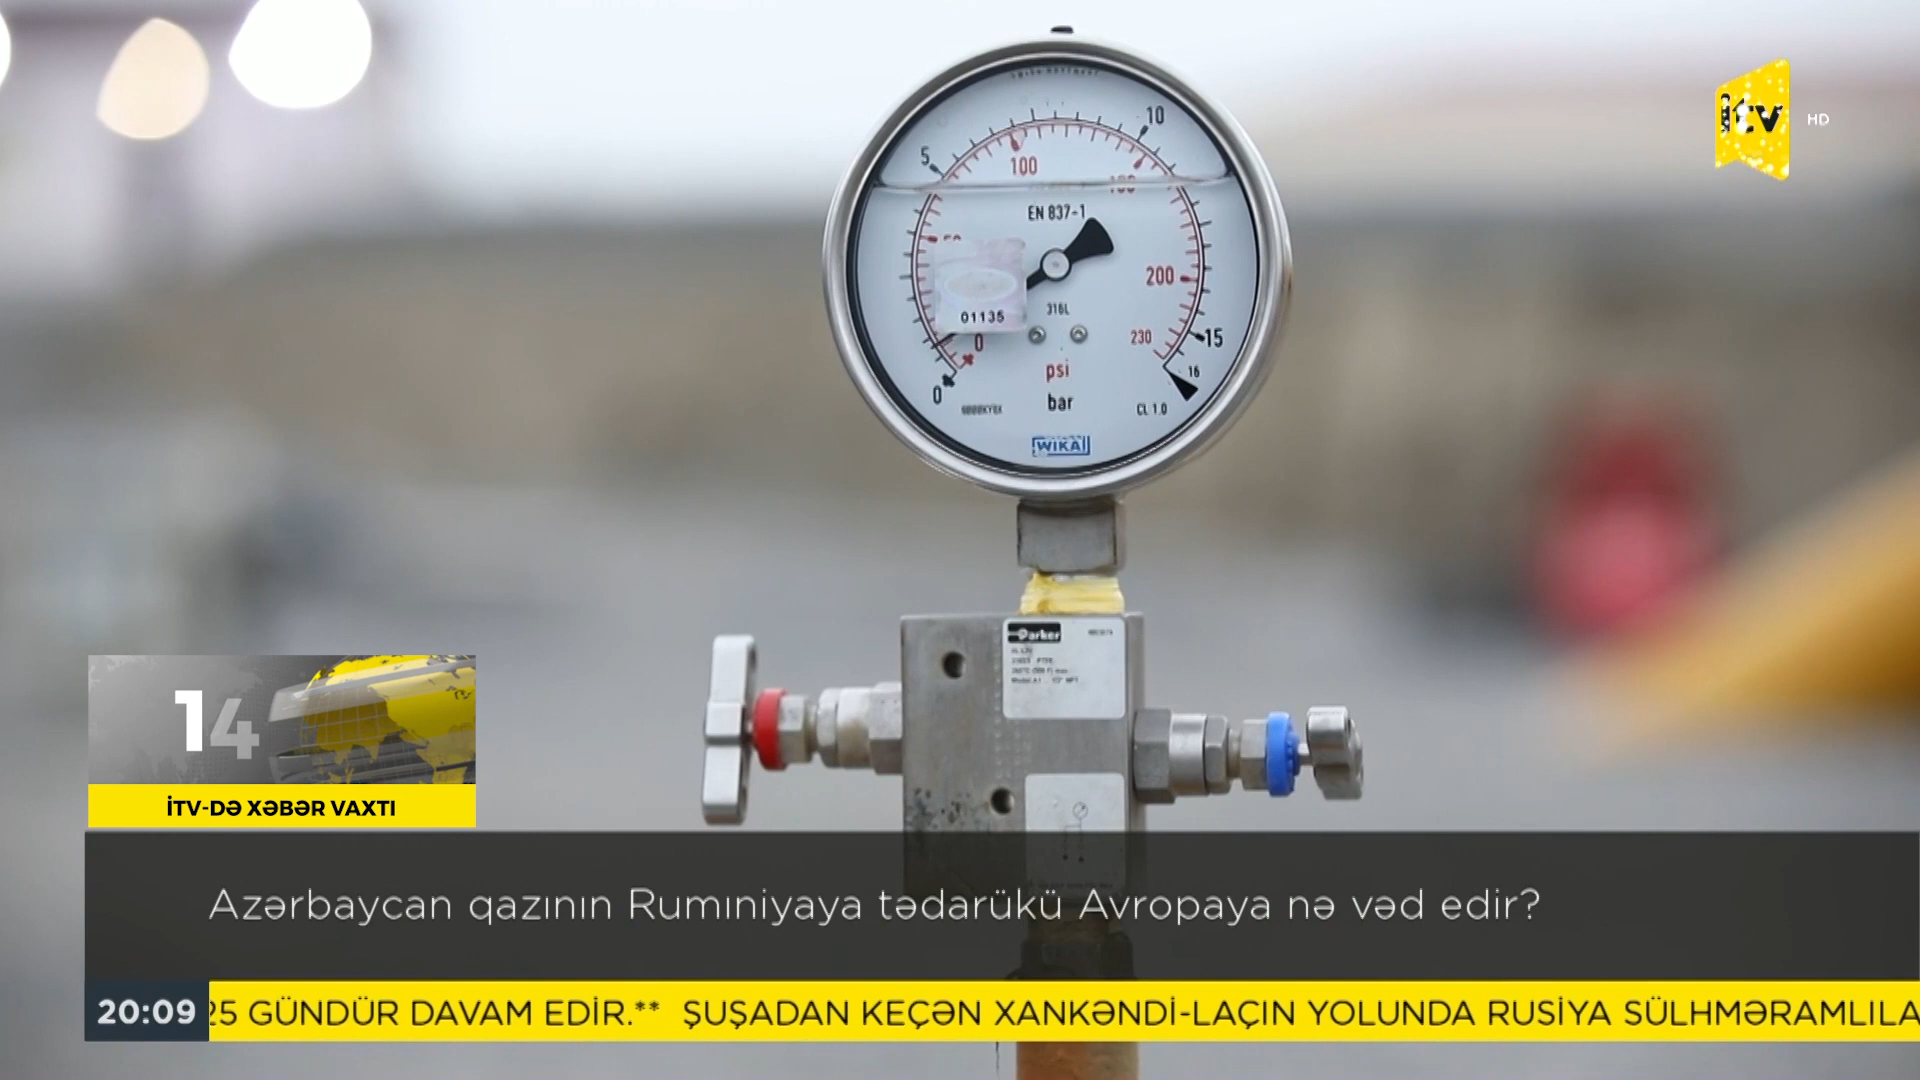 itv HD
10
5
100
EN 837-1
200
01135
316L
230
15
0
psi
16
0
bar
CL 1.0
WIKA
Parker
14
İTV-DƏ XƏBƏR VAXTI
Azərbaycan qazının Rumıniyaya tədarükü Avropaya nə vəd edir?
20:09 25 GÜNDÜR DAVAM EDİR.** ŞUŞADAN KEÇƏN XANKƏNDİ-LAÇIN YOLUNDA RUSİYA SÜLHMƏRAMLILA